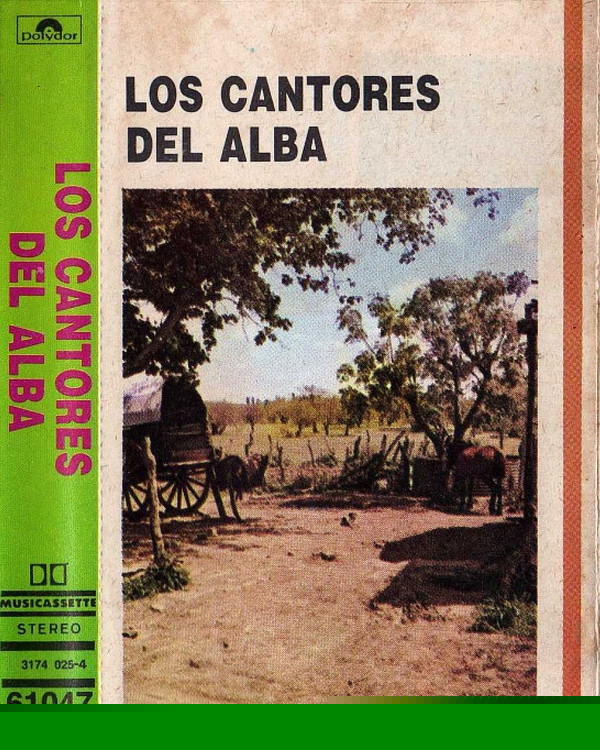 polydor
LOS CANTORES
DEL ALBA
LOS CANTORES
DEL ALBA
MUSICASSETTE
STEREO
3174 025-4
61047